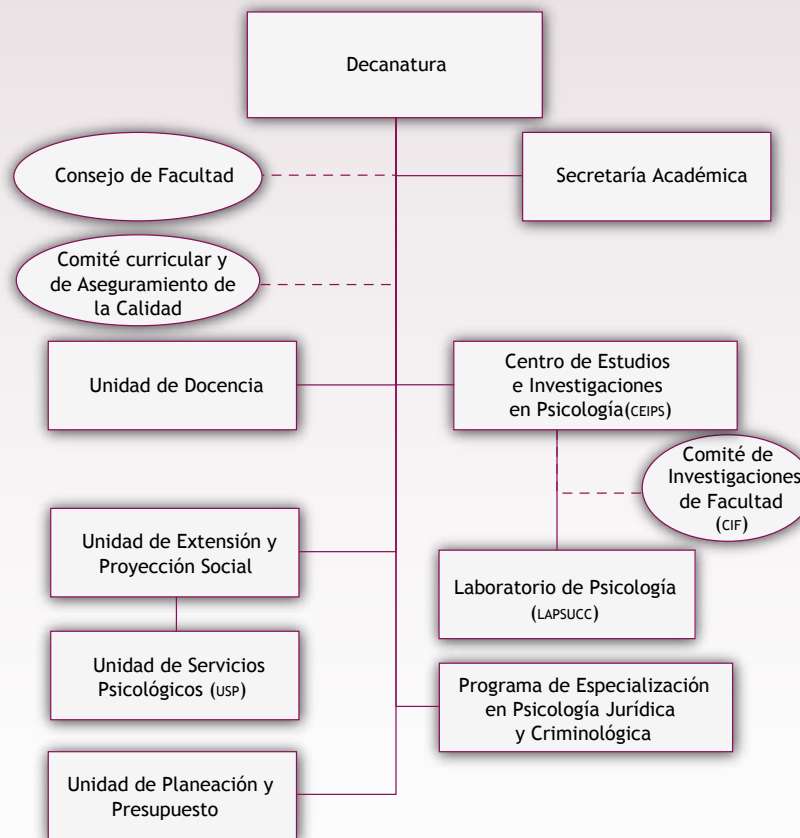 Decanatura
Consejo de Facultad
Secretaría Académica
Comité curricular y
de Aseguramiento de
la Calidad
Unidad de Docencia
Centro de Estudios
e Investigaciones
en Psicología(CEIPS)
Comité de
Investigaciones
de Facultad
(CIF)
Unidad de Extensión y
Proyección Social
Laboratorio de Psicología
(LAPSUCC)
Unidad de Servicios
Psicológicos (USP)
Programa de Especialización
en Psicología Jurídica
y Criminológica
Unidad de Planeación y
Presupuesto